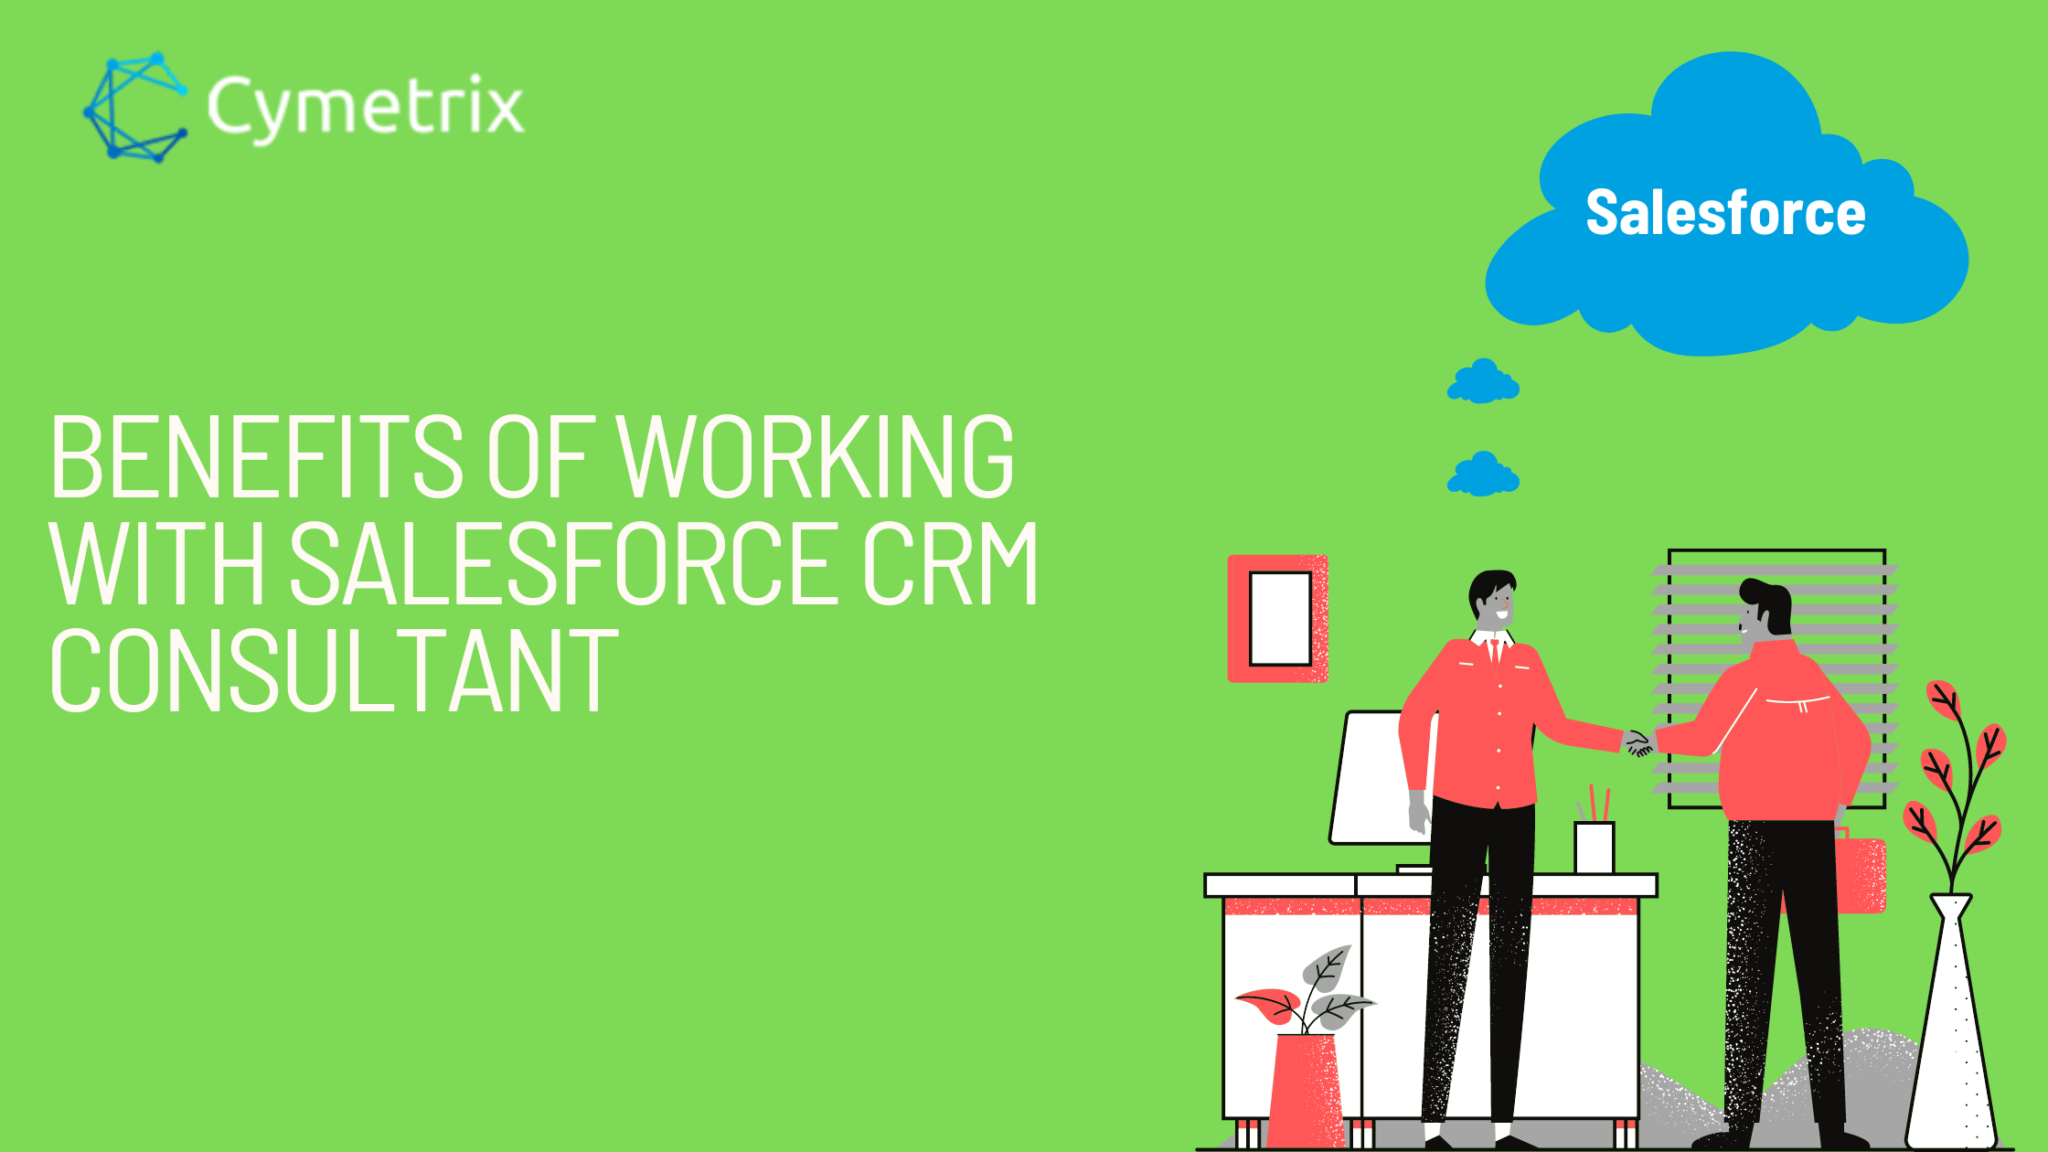 Cymetrix
Salesforce
BENEFITS OF WORKING
WITH SALESFORCE CRM
CONSULTANT